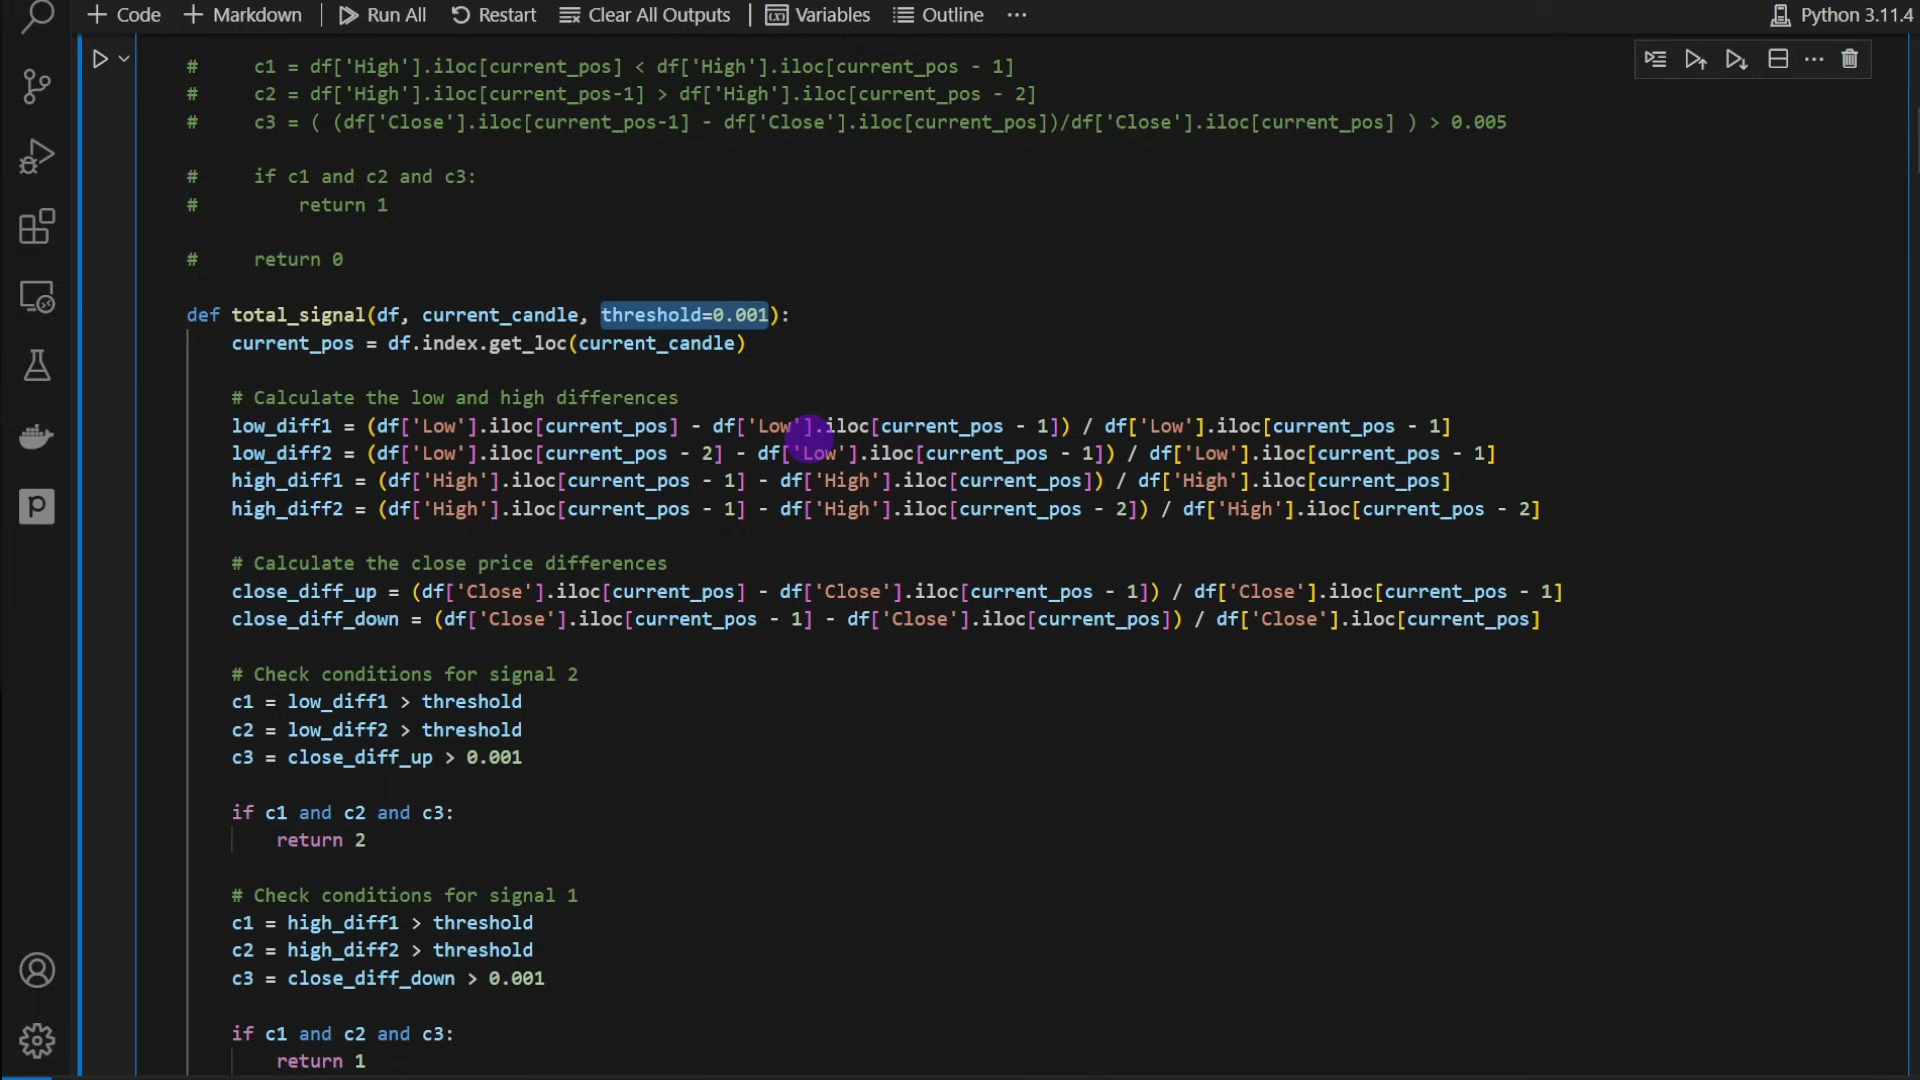 Code Markdown Run All Restart Clear All Outputs Variables Outline ... Python 3.11.4
#     c1 = df['High'].iloc[current_pos] < df['High'].iloc[current_pos - 1]
#     c2 = df['High'].iloc[current_pos-1] > df['High'].iloc[current_pos - 2]
#     c3 = ( (df['Close'].iloc[current_pos-1] - df['Close'].iloc[current_pos])/df['Close'].iloc[current_pos] ) > 0.005
#     if c1 and c2 and c3:
#         return 1
#     return 0
def total_signal(df, current_candle, threshold=0.001):
    current_pos = df.index.get_loc(current_candle)
    # Calculate the low and high differences
    low_diff1 = (df['Low'].iloc[current_pos] - df['Low'].iloc[current_pos - 1]) / df['Low'].iloc[current_pos - 1]
    low_diff2 = (df['Low'].iloc[current_pos - 2] - df['Low'].iloc[current_pos - 1]) / df['Low'].iloc[current_pos - 1]
    high_diff1 = (df['High'].iloc[current_pos - 1] - df['High'].iloc[current_pos]) / df['High'].iloc[current_pos]
    high_diff2 = (df['High'].iloc[current_pos - 1] - df['High'].iloc[current_pos - 2]) / df['High'].iloc[current_pos - 2]
    # Calculate the close price differences
    close_diff_up = (df['Close'].iloc[current_pos] - df['Close'].iloc[current_pos - 1]) / df['Close'].iloc[current_pos - 1]
    close_diff_down = (df['Close'].iloc[current_pos - 1] - df['Close'].iloc[current_pos]) / df['Close'].iloc[current_pos]
    # Check conditions for signal 2
    c1 = low_diff1 > threshold
    c2 = low_diff2 > threshold
    c3 = close_diff_up > 0.001
    if c1 and c2 and c3:
        return 2
    # Check conditions for signal 1
    c1 = high_diff1 > threshold
    c2 = high_diff2 > threshold
    c3 = close_diff_down > 0.001
    if c1 and c2 and c3:
        return 1